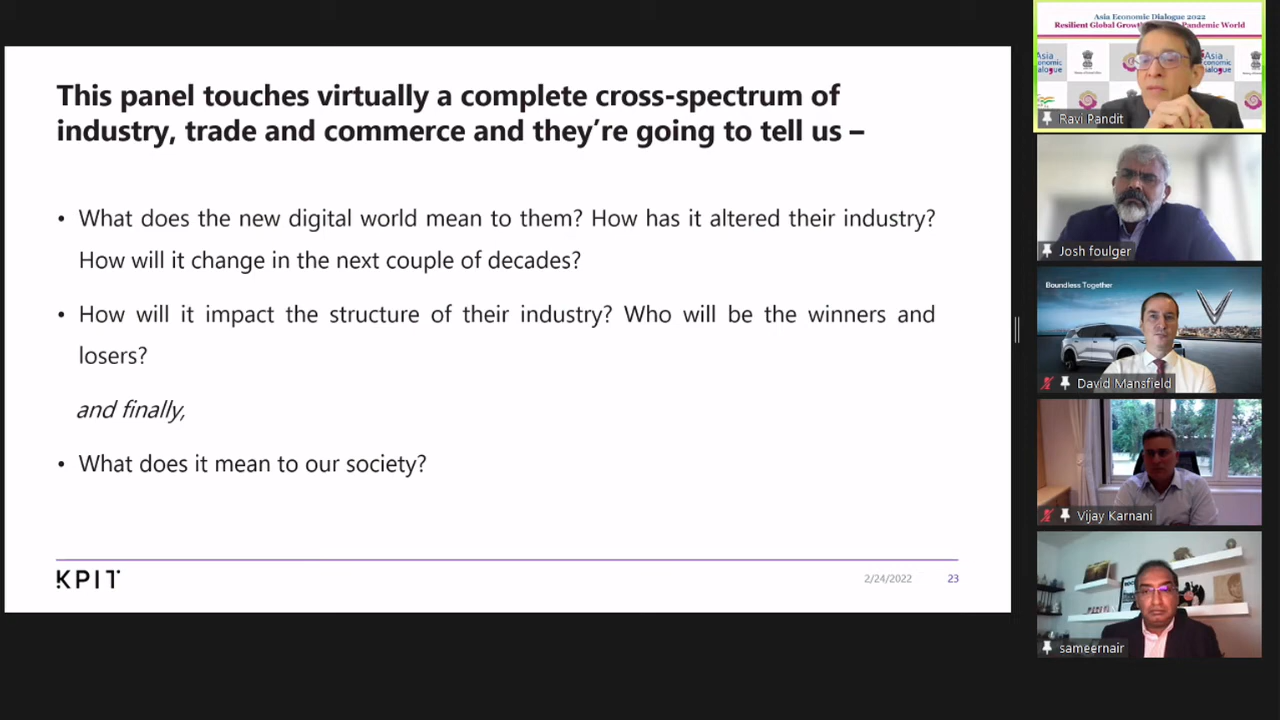 This panel touches virtually a complete cross-spectrum of
industry, trade and commerce and they're going to tell us –
• What does the new digital world mean to them? How has it altered their industry?
How will it change in the next couple of decades?
• How will it impact the structure of their industry? Who will be the winners and
losers?
and finally,
• What does it mean to our society?
KPIT
2/24/2022 23
Asia Economic Dialogue 2022
Resilient Global Growth
Pandemic World
Ravi Pandit
Josh foulger
Boundless Together
David Mansfield
Vijay Karnani
sameernair